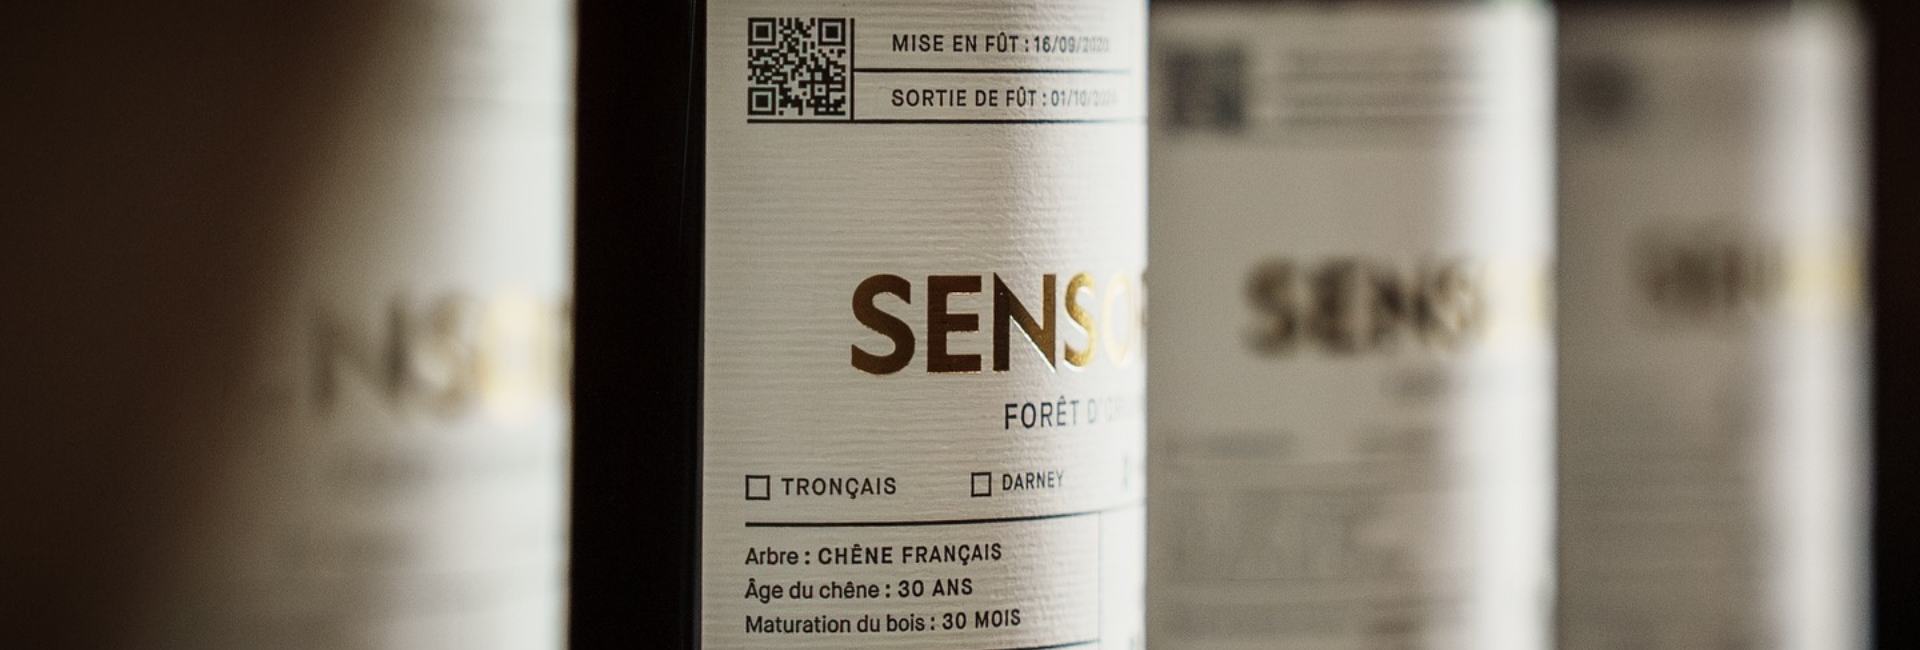 MISE EN FÛT : 16/09/2020
SORTIE DE FÛT : 01/10/
SENSO
FORÊT
TRONÇAIS DARNEY
Arbre : CHÊNE FRANÇAIS
Âge du chêne : 30 ANS
Maturation du bois : 30 MOIS
SENS